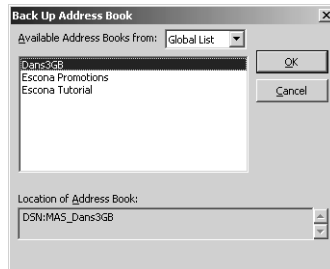 Back Up Address Book
Available Address Books from: Global List
Dans3GB
Escona Promotions
Escona Tutorial
OK
Cancel
Location of Address Book:
DSN:MAS_Dans3GB